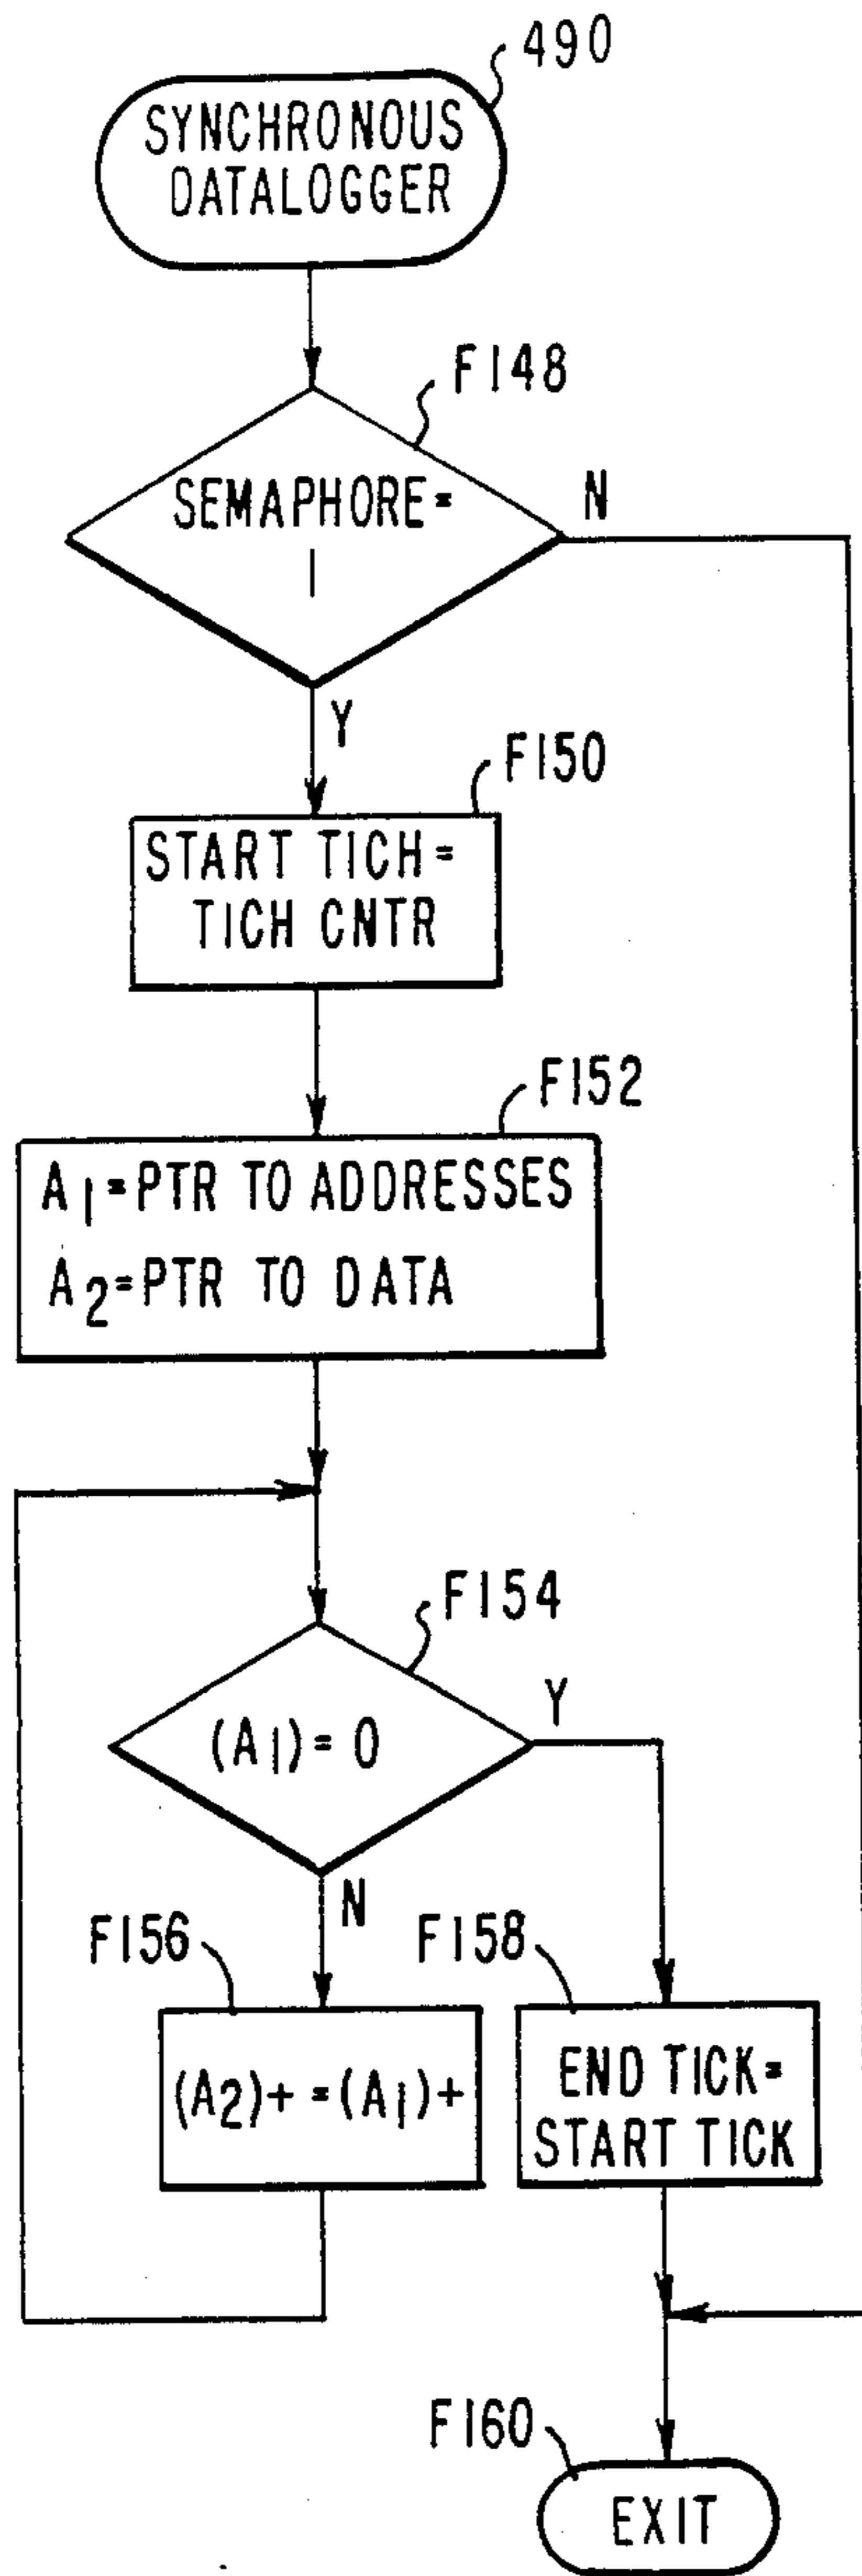 490
SYNCHRONOUS
DATALOGGER
F148
SEMAPHORE=
1
N
Y
F150
START TICH=
TICH CNTR
F152
A1=PTR TO ADDRESSES
A2=PTR TO DATA
F154
(A1)=0
Y
N
F156
(A2)+ =(A1)+
F158
END TICK=
START TICK
F160
EXIT